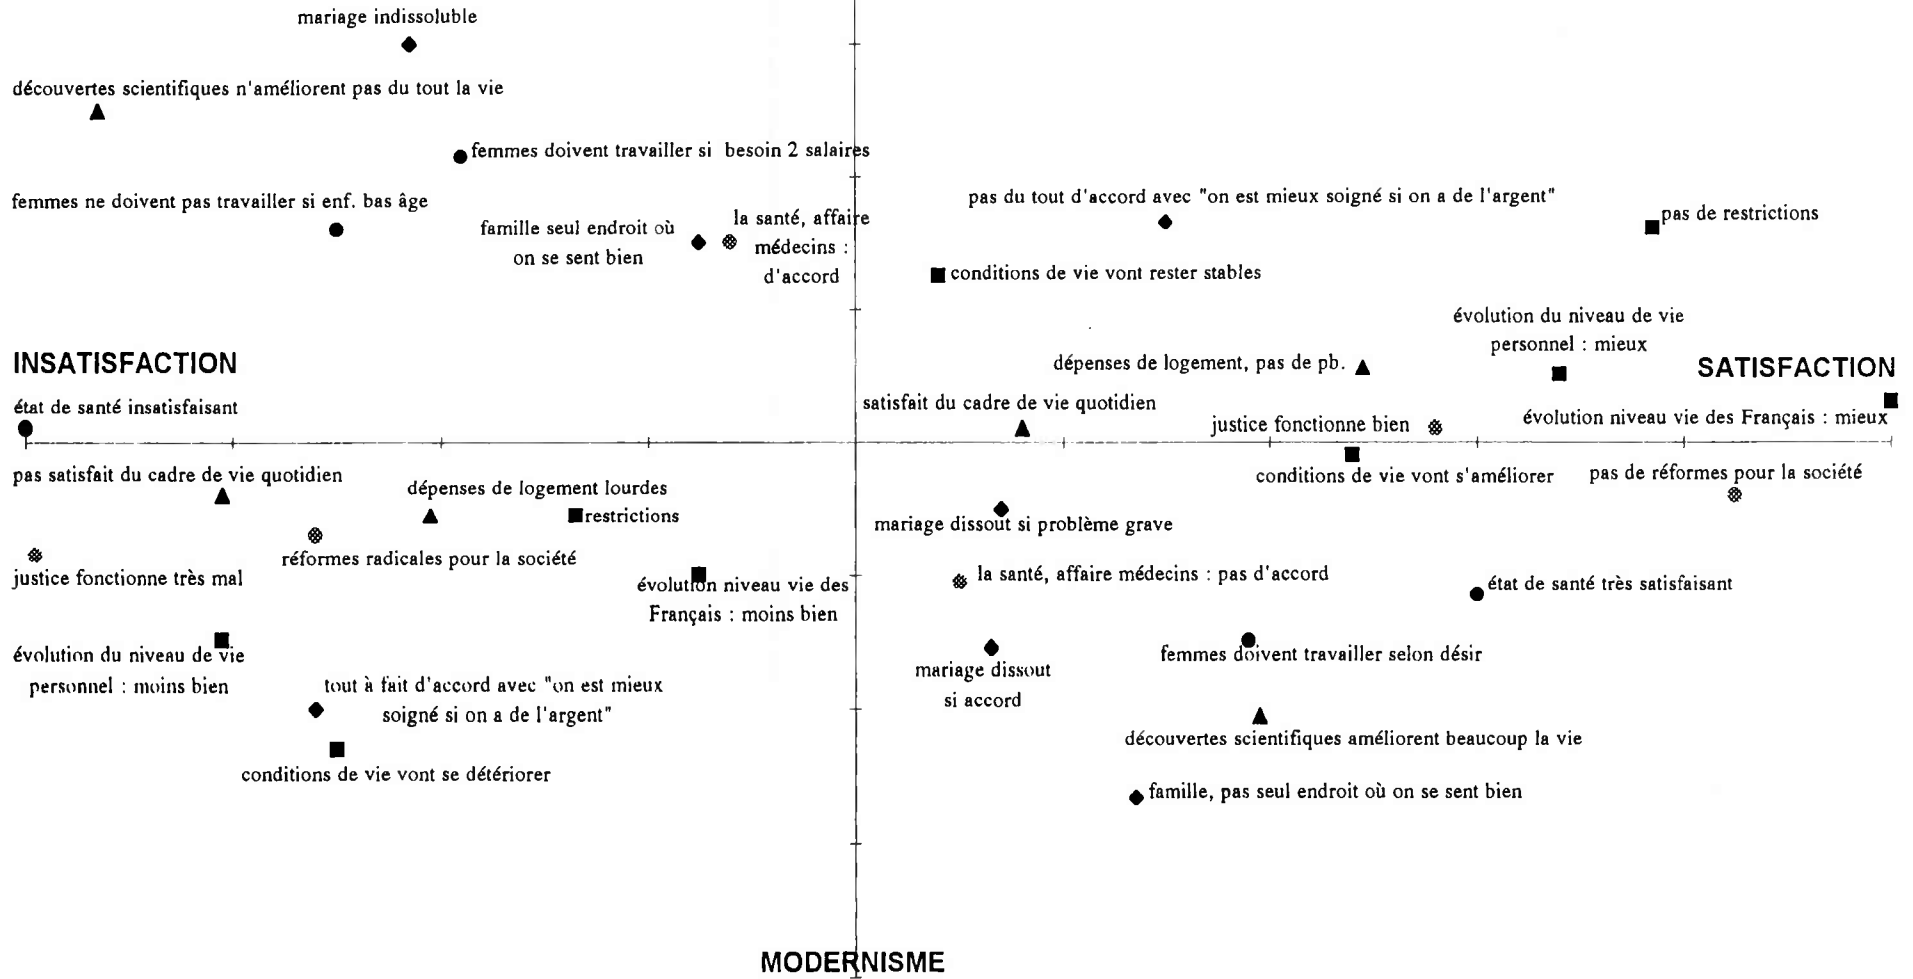 mariage indissoluble
découvertes scientifiques n'améliorent pas du tout la vie
femmes doivent travailler si besoin 2 salaires
femmes ne doivent pas travailler si enf. bas âge
famille seul endroit où
on se sent bien
la santé, affaire
médecins :
d'accord
pas du tout d'accord avec "on est mieux soigné si on a de l'argent"
pas de restrictions
conditions de vie vont rester stables
évolution du niveau de vie
personnel : mieux
INSATISFACTION
dépenses de logement, pas de pb.
SATISFACTION
état de santé insatisfaisant
satisfait du cadre de vie quotidien
justice fonctionne bien
évolution niveau vie des Français : mieux
pas satisfait du cadre de vie quotidien
dépenses de logement lourdes
restrictions
conditions de vie vont s'améliorer
pas de réformes pour la société
mariage dissout si problème grave
réformes radicales pour la société
justice fonctionne très mal
évolution niveau vie des
Français : moins bien
la santé, affaire médecins : pas d'accord
état de santé très satisfaisant
évolution du niveau de vie
personnel : moins bien
femmes doivent travailler selon désir
mariage dissout
si accord
tout à fait d'accord avec "on est mieux
soigné si on a de l'argent"
découvertes scientifiques améliorent beaucoup la vie
conditions de vie vont se détériorer
famille, pas seul endroit où on se sent bien
MODERNISME